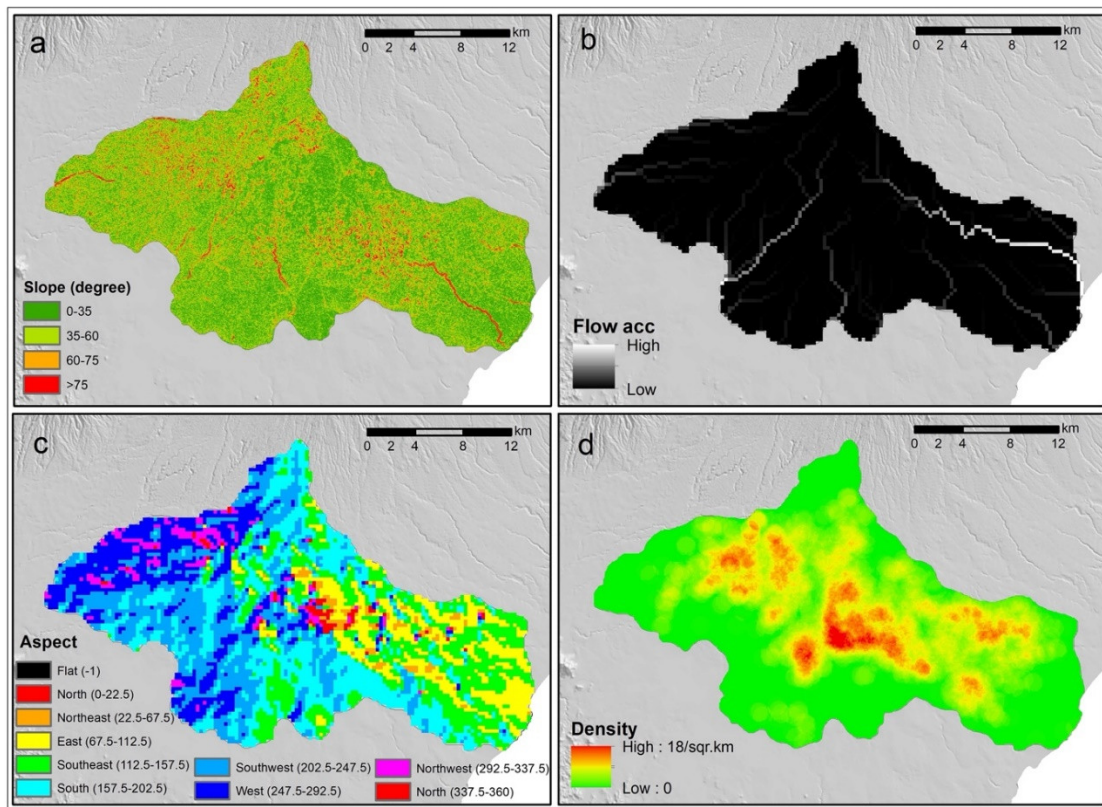 a
km
0 2 4 8 12
Slope (degree)
0-35
35-60
60-75
>75
b
km
0 2 4 8 12
Flow acc
High
Low
c
km
0 2 4 8 12
Aspect
Flat (-1)
North (0-22.5)
Northeast (22.5-67.5)
East (67.5-112.5)
Southeast (112.5-157.5)
South (157.5-202.5)
Southwest (202.5-247.5)
West (247.5-292.5)
Northwest (292.5-337.5)
North (337.5-360)
d
km
0 2 4 8 12
Density
High : 18/sqr.km
Low : 0